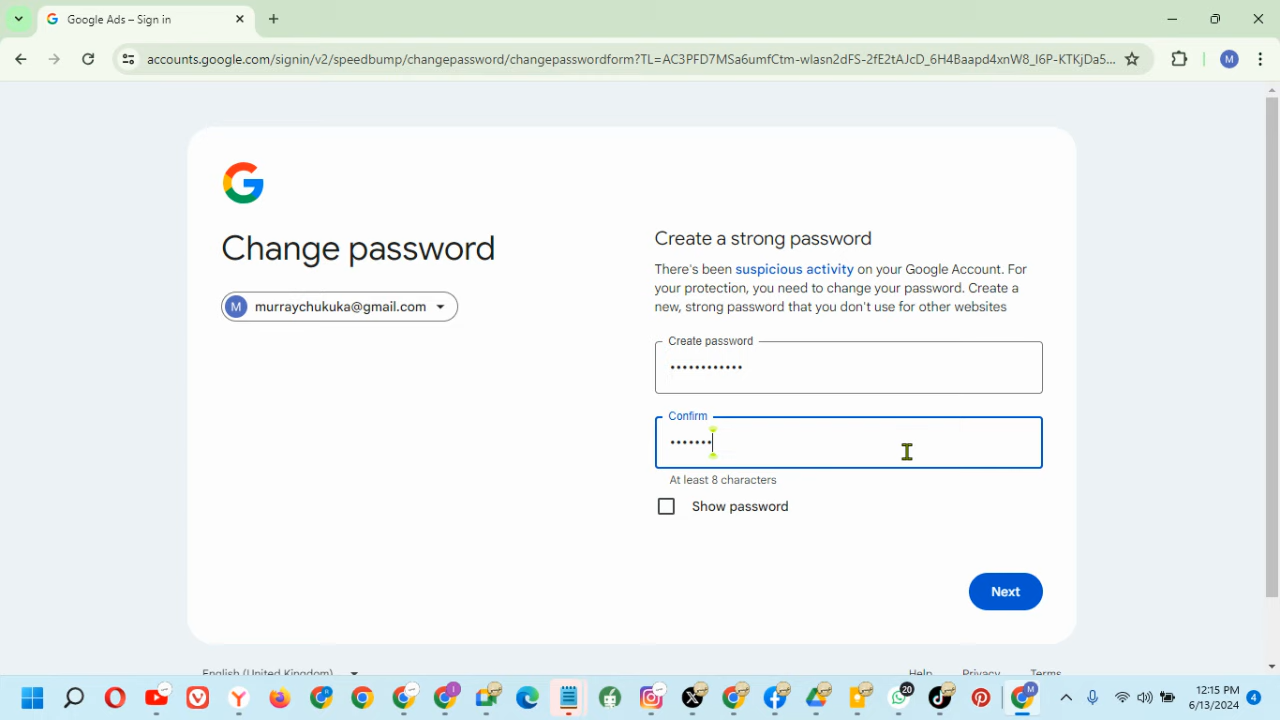 Google Ads – Sign in
accounts.google.com/signin/v2/speedbump/changepassword/changepasswordform?TL=AC3PFD7MSa6umfCtm-wlasn2dFS-2fE2tAJcD_6H4Baapd4xnW8_I6P-KTKjDa5...
M
Change password
M murraychukuka@gmail.com
Create a strong password
There's been suspicious activity on your Google Account. For
your protection, you need to change your password. Create a
new, strong password that you don't use for other websites
Create password
••••••••••••
Confirm
•••••••
At least 8 characters
Show password
Next
English (United Kingdom)
Help Privacy Terms
R
I
20
M
12:15 PM
6/13/2024
4